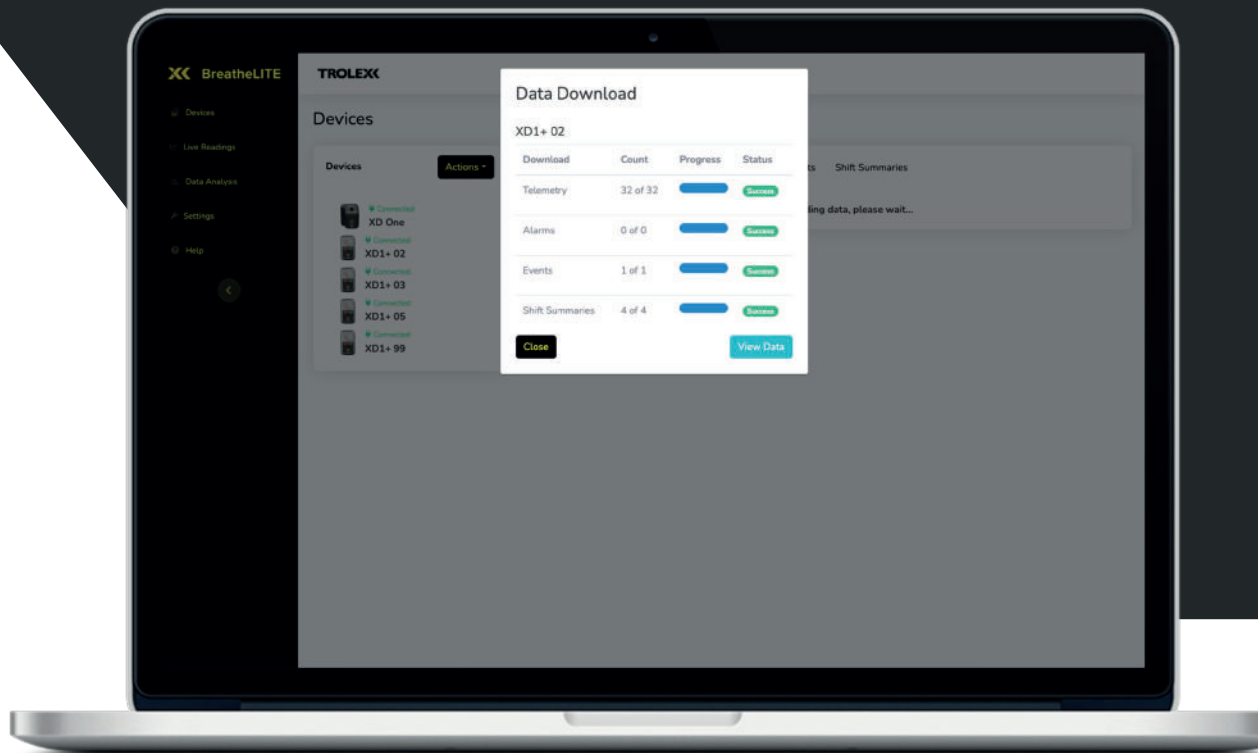 BreatheLITE
TROLEX
Devices
Live Readings
Data Analysis
Settings
Help
Devices
Devices
Actions
Connected
XD One
Connected
XD1+ 02
Connected
XD1+ 03
Connected
XD1+ 05
Connected
XD1+ 99
Data Download
XD1+ 02
Download Count Progress Status
Telemetry 32 of 32 Success
Alarms 0 of 0 Success
Events 1 of 1 Success
Shift Summaries 4 of 4 Success
Close View Data
ts Shift Summaries
ling data, please wait...